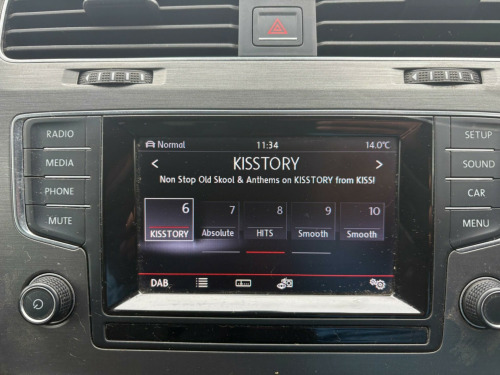 RADIO
MEDIA
PHONE
MUTE
Normal 11:34 14.0°C
< KISSTORY >
Non Stop Old Skool & Anthems on KISSTORY from KISS!
6 7 8 9 10
KISSTORY Absolute HITS Smooth Smooth
DAB
SETUP
SOUND
CAR
MENU